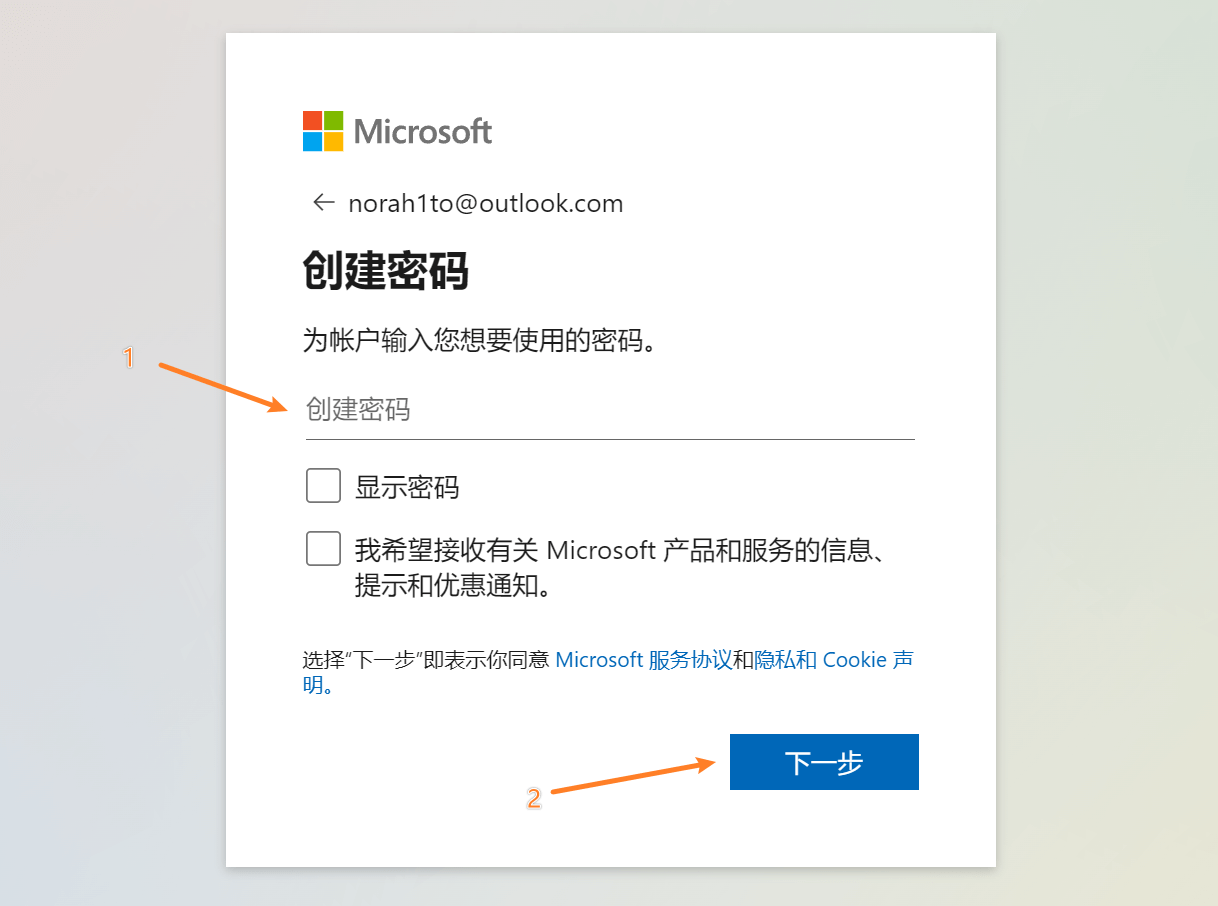 Microsoft
← norah1to@outlook.com
创建密码
为帐户输入您想要使用的密码。
1
创建密码
显示密码
我希望接收有关 Microsoft 产品和服务的信息、
提示和优惠通知。
选择“下一步”即表示你同意 Microsoft 服务协议和隐私和 Cookie 声
明。
下一步
2